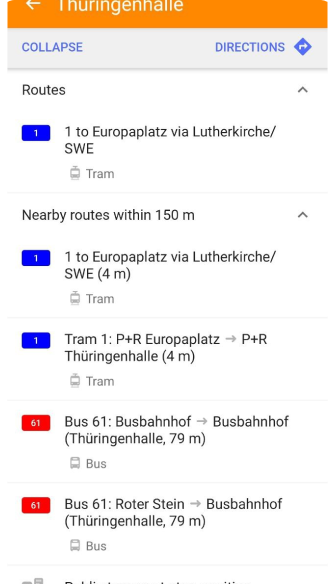 Thüringenhalle
COLLAPSE
DIRECTIONS
Routes
1
1 to Europaplatz via Lutherkirche/
SWE
Tram
Nearby routes within 150 m
1
1 to Europaplatz via Lutherkirche/
SWE (4 m)
Tram
1
Tram 1: P+R Europaplatz → P+R
Thüringenhalle (4 m)
Tram
61
Bus 61: Busbahnhof → Busbahnhof
(Thüringenhalle, 79 m)
Bus
61
Bus 61: Roter Stein → Busbahnhof
(Thüringenhalle, 79 m)
Bus